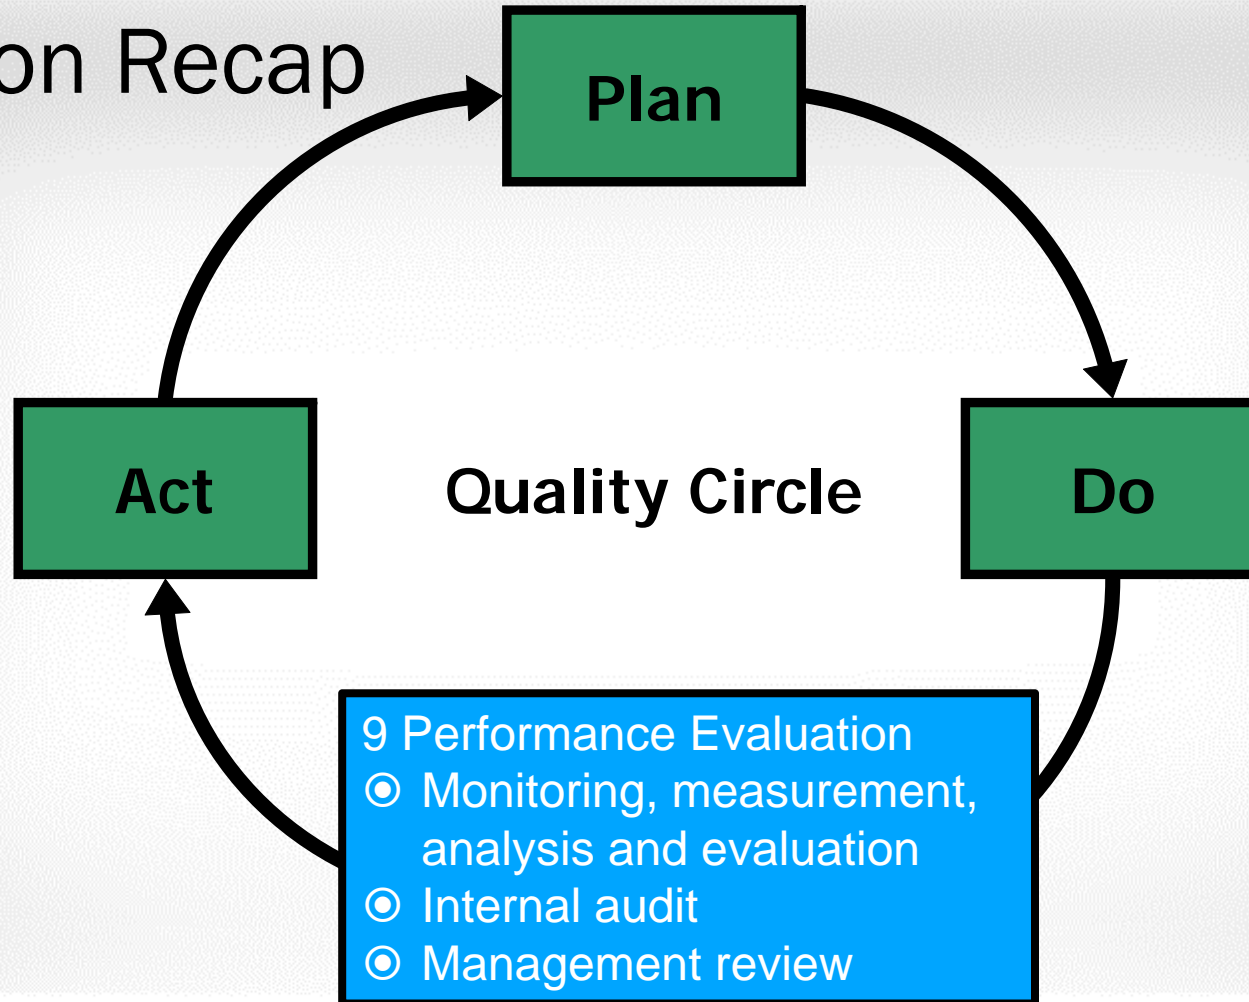 on Recap
Plan
Act
Quality Circle
Do
9 Performance Evaluation
⦿ Monitoring, measurement,
analysis and evaluation
⦿ Internal audit
⦿ Management review